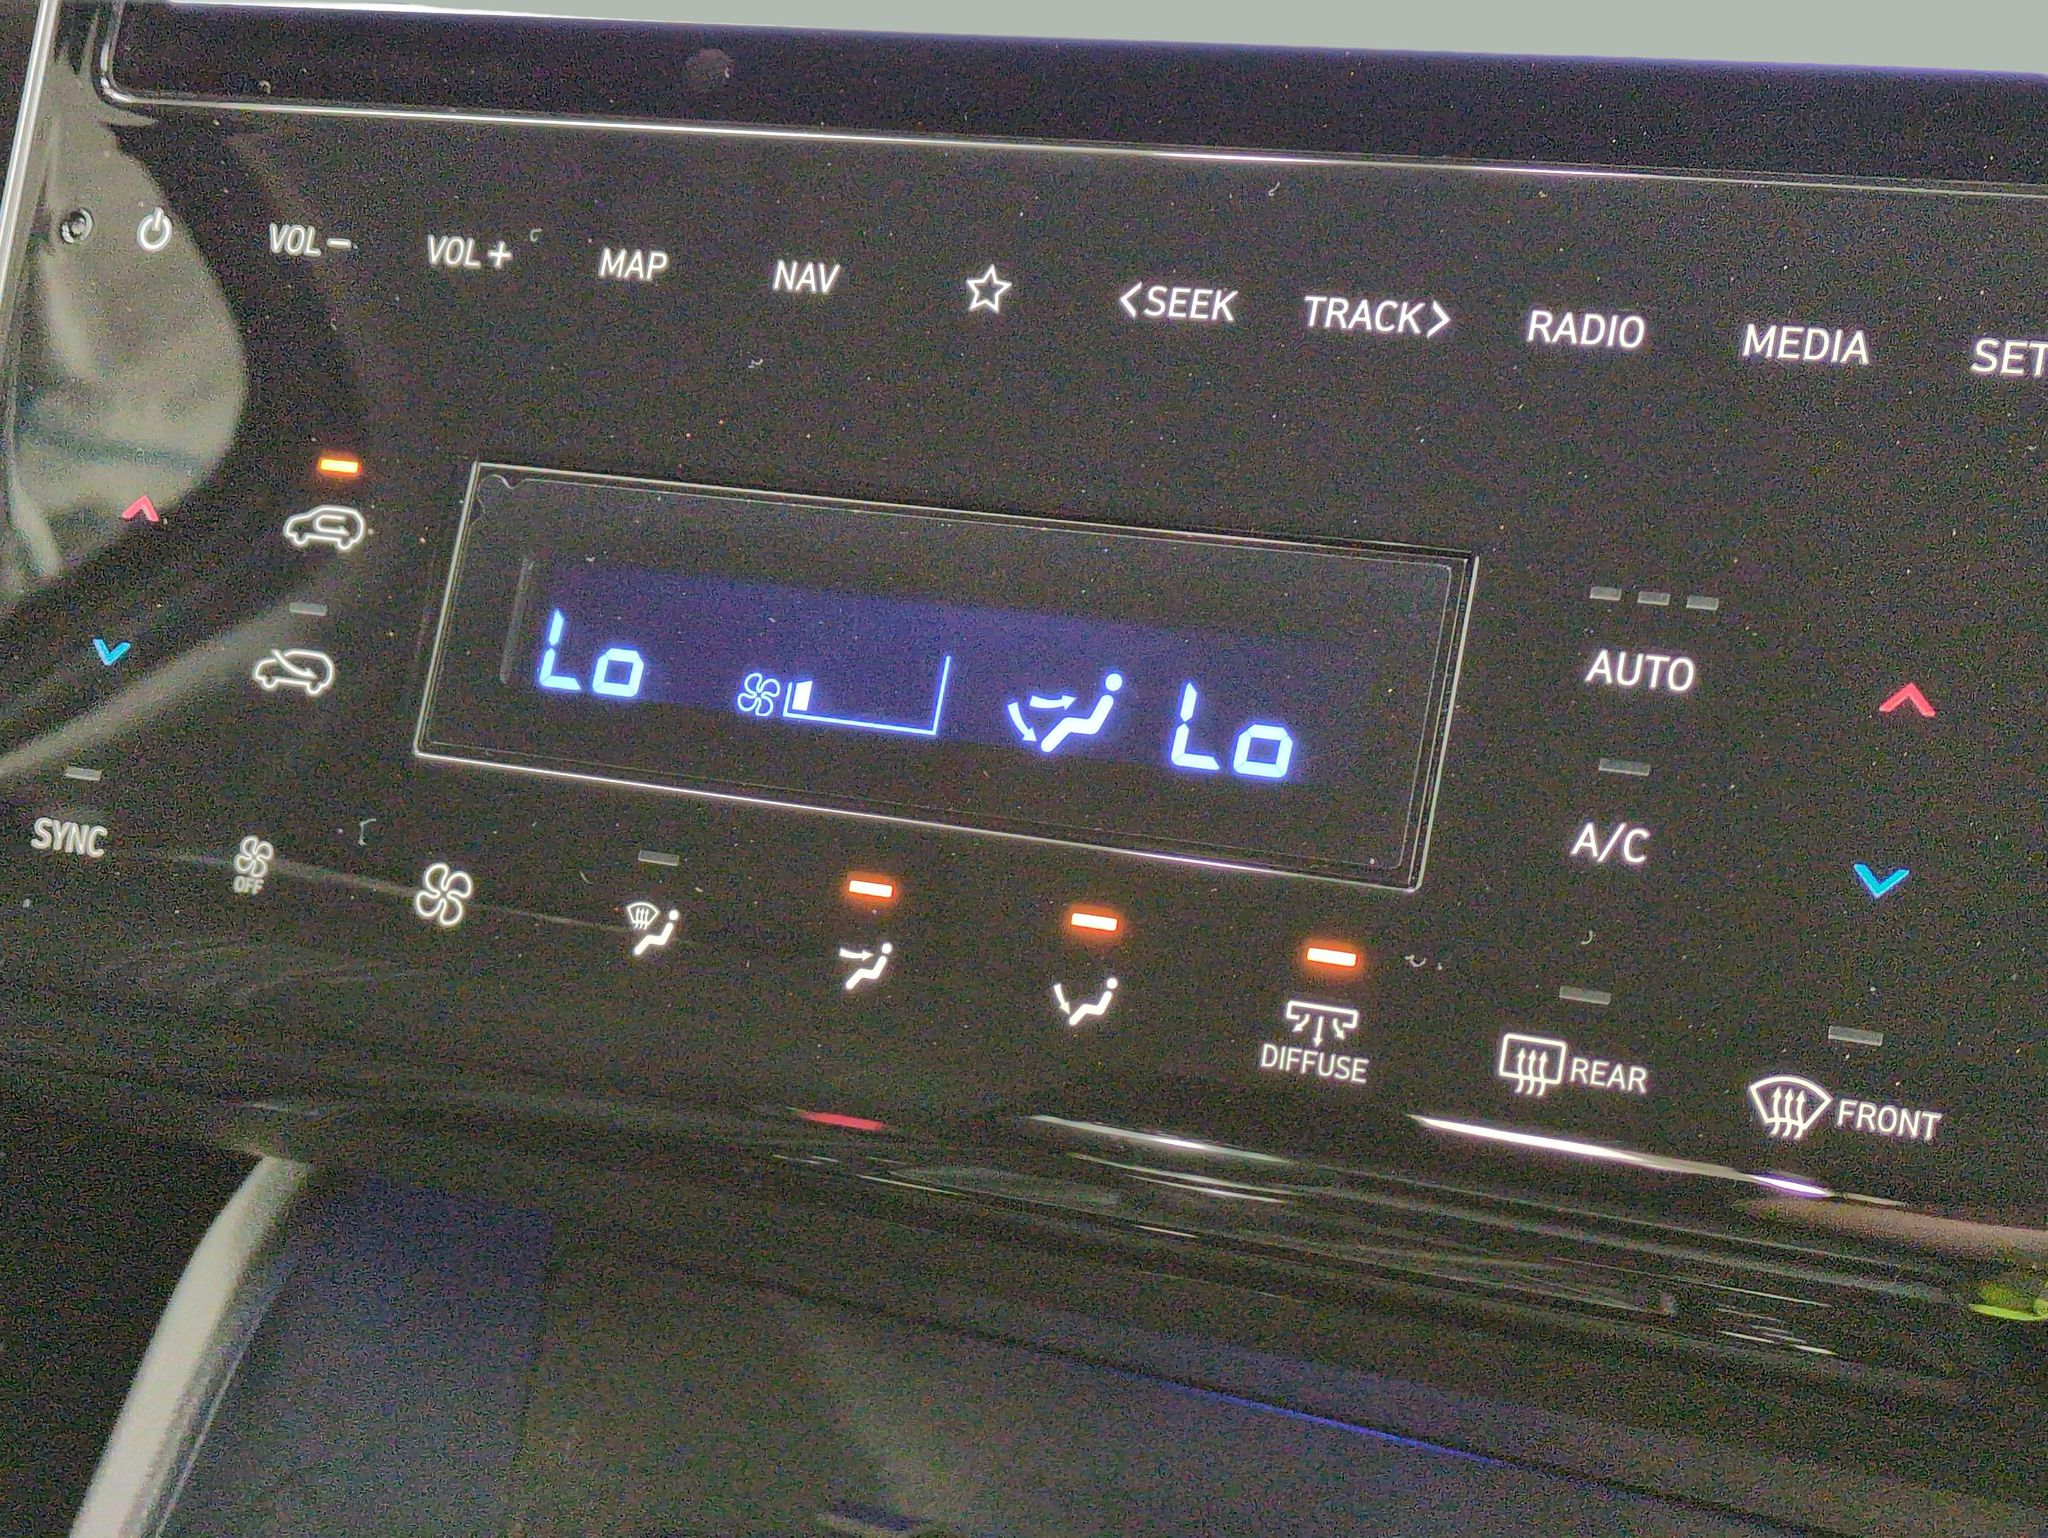 VOL− VOL+ MAP NAV <SEEK TRACK> RADIO MEDIA SET
Lo Lo
AUTO
A/C
SYNC
OFF
DIFFUSE
REAR
FRONT